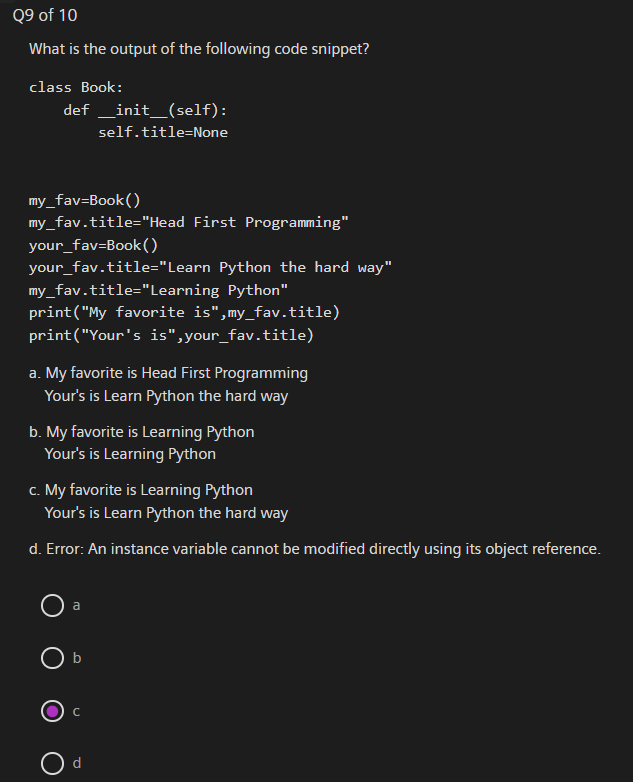 Q9 of 10
What is the output of the following code snippet?
class Book:
    def __init__(self):
        self.title=None
my_fav=Book()
my_fav.title="Head First Programming"
your_fav=Book()
your_fav.title="Learn Python the hard way"
my_fav.title="Learning Python"
print("My favorite is",my_fav.title)
print("Your's is",your_fav.title)
a. My favorite is Head First Programming
Your's is Learn Python the hard way
b. My favorite is Learning Python
Your's is Learning Python
c. My favorite is Learning Python
Your's is Learn Python the hard way
d. Error: An instance variable cannot be modified directly using its object reference.
a
b
c
d